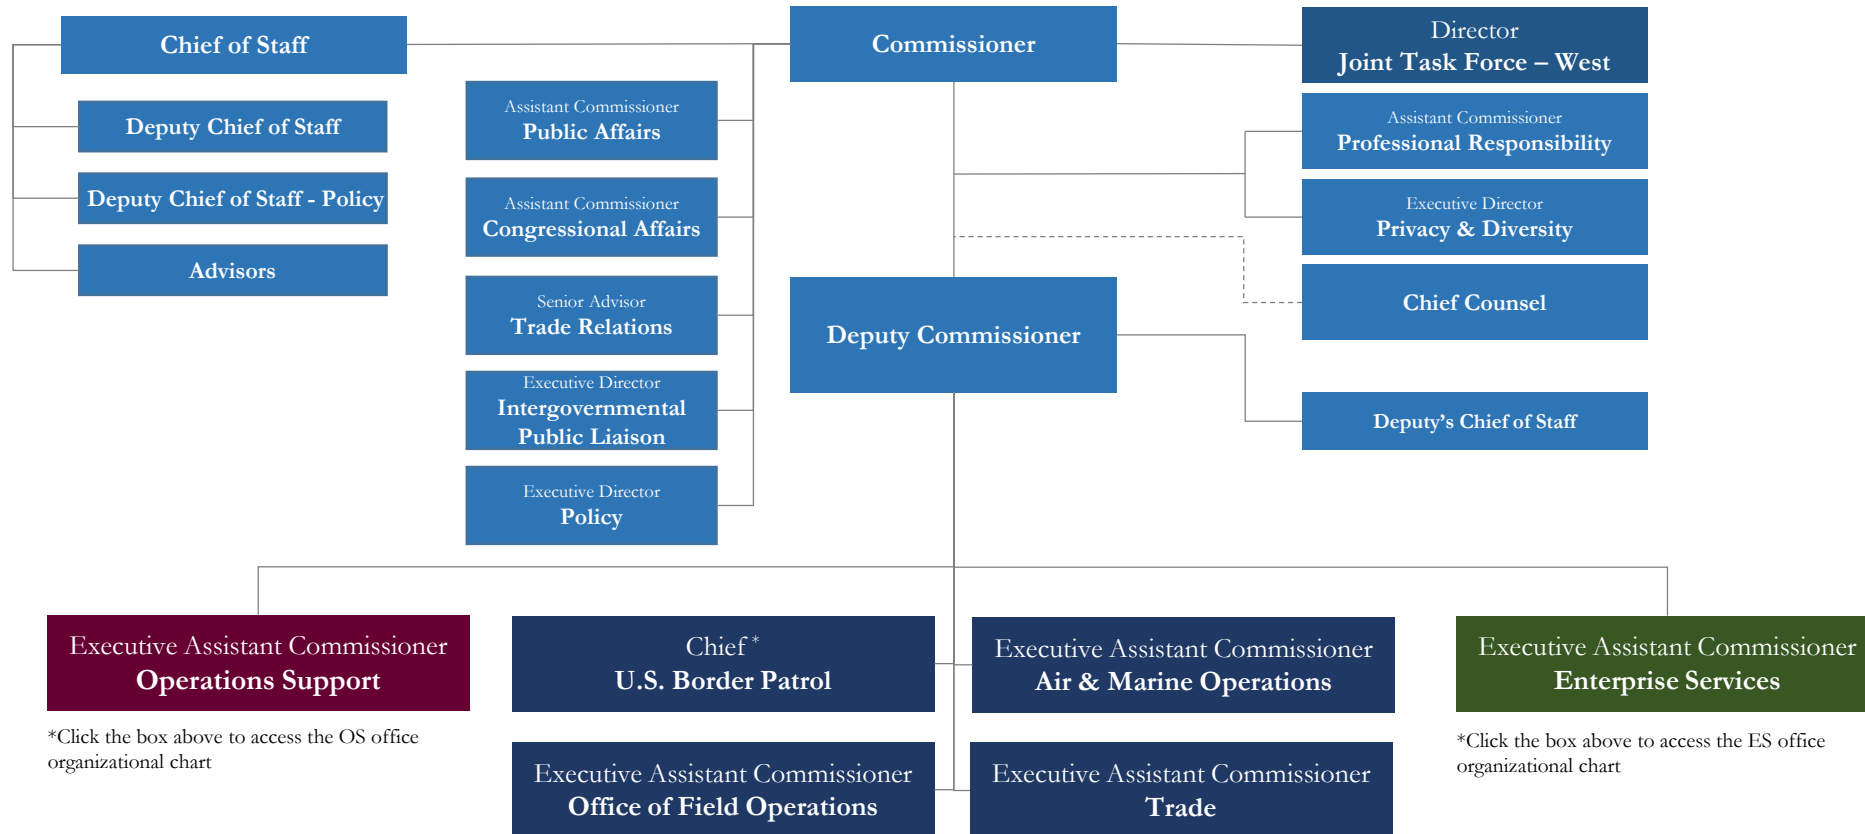 Chief of Staff
Deputy Chief of Staff
Deputy Chief of Staff - Policy
Advisors
Assistant Commissioner
Public Affairs
Assistant Commissioner
Congressional Affairs
Senior Advisor
Trade Relations
Executive Director
Intergovernmental
Public Liaison
Executive Director
Policy
Commissioner
Deputy Commissioner
Director
Joint Task Force – West
Assistant Commissioner
Professional Responsibility
Executive Director
Privacy & Diversity
Chief Counsel
Deputy’s Chief of Staff
Executive Assistant Commissioner
Operations Support
*Click the box above to access the OS office
organizational chart
Chief *
U.S. Border Patrol
Executive Assistant Commissioner
Air & Marine Operations
Executive Assistant Commissioner
Office of Field Operations
Executive Assistant Commissioner
Trade
Executive Assistant Commissioner
Enterprise Services
*Click the box above to access the ES office
organizational chart